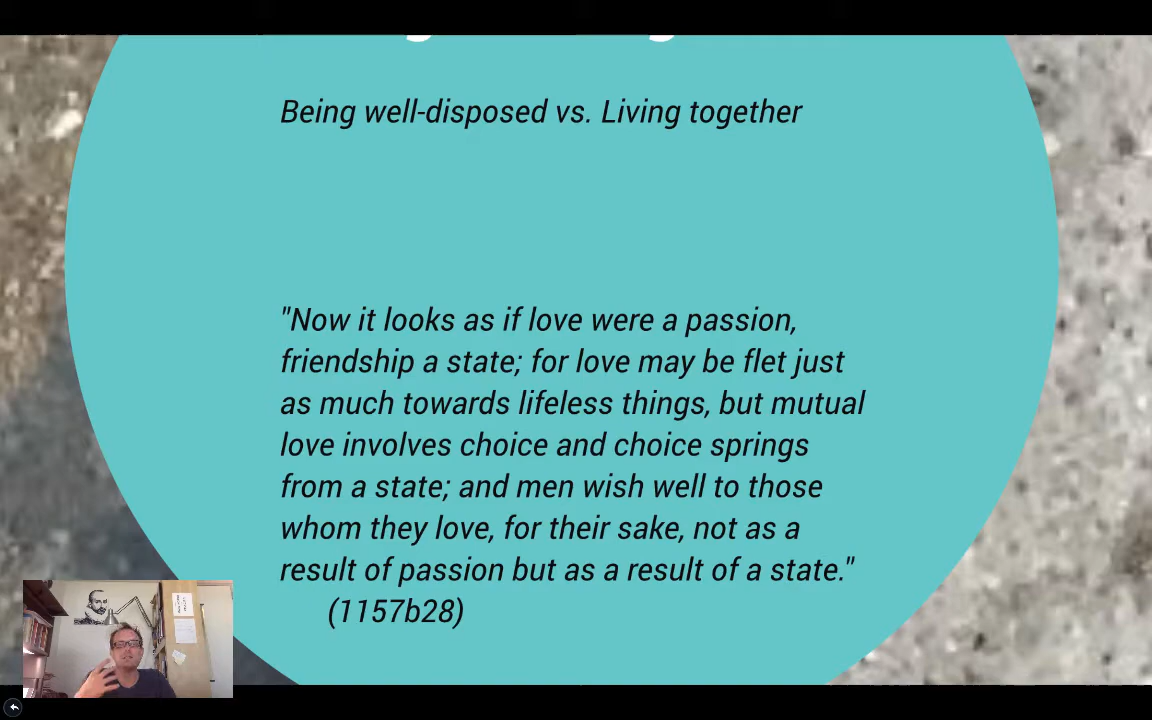 Being well-disposed vs. Living together
"Now it looks as if love were a passion,
friendship a state; for love may be flet just
as much towards lifeless things, but mutual
love involves choice and choice springs
from a state; and men wish well to those
whom they love, for their sake, not as a
result of passion but as a result of a state."
(1157b28)